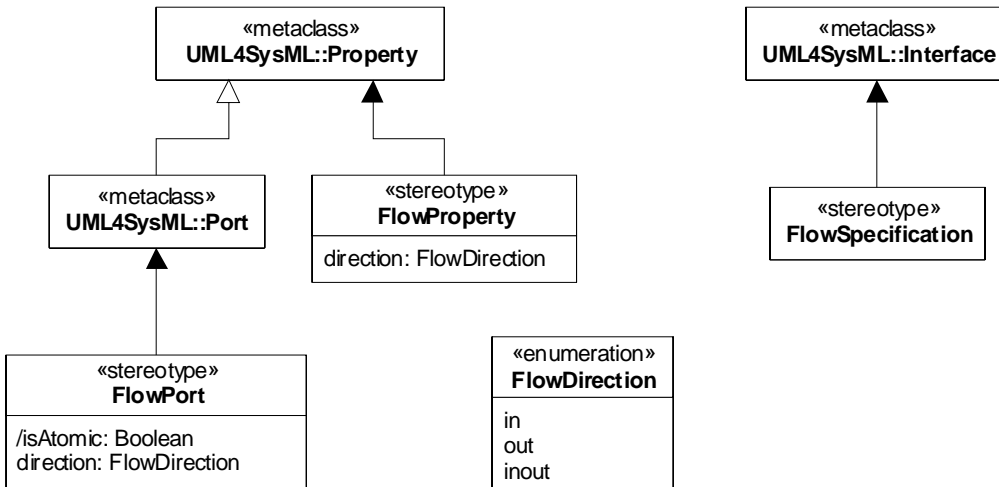 «metaclass»
UML4SysML::Property
«metaclass»
UML4SysML::Interface
«metaclass»
UML4SysML::Port
«stereotype»
FlowProperty
direction: FlowDirection
«stereotype»
FlowSpecification
«stereotype»
FlowPort
/isAtomic: Boolean
direction: FlowDirection
«enumeration»
FlowDirection
in
out
inout